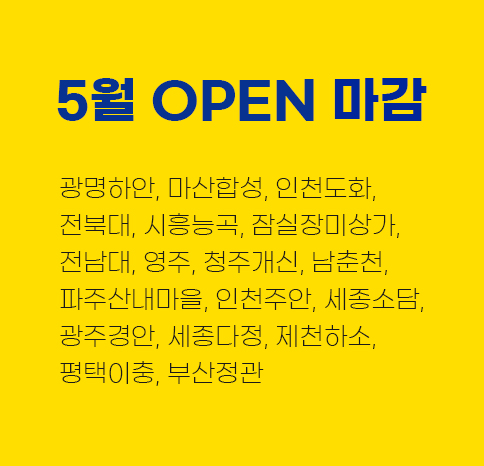 5월 OPEN 마감
광명하안, 마산합성, 인천도화,
전북대, 시흥능곡, 잠실장미상가,
전남대, 영주, 청주개신, 남춘천,
파주산내마을, 인천주안, 세종소담,
광주경안, 세종다정, 제천하소,
평택이충, 부산정관